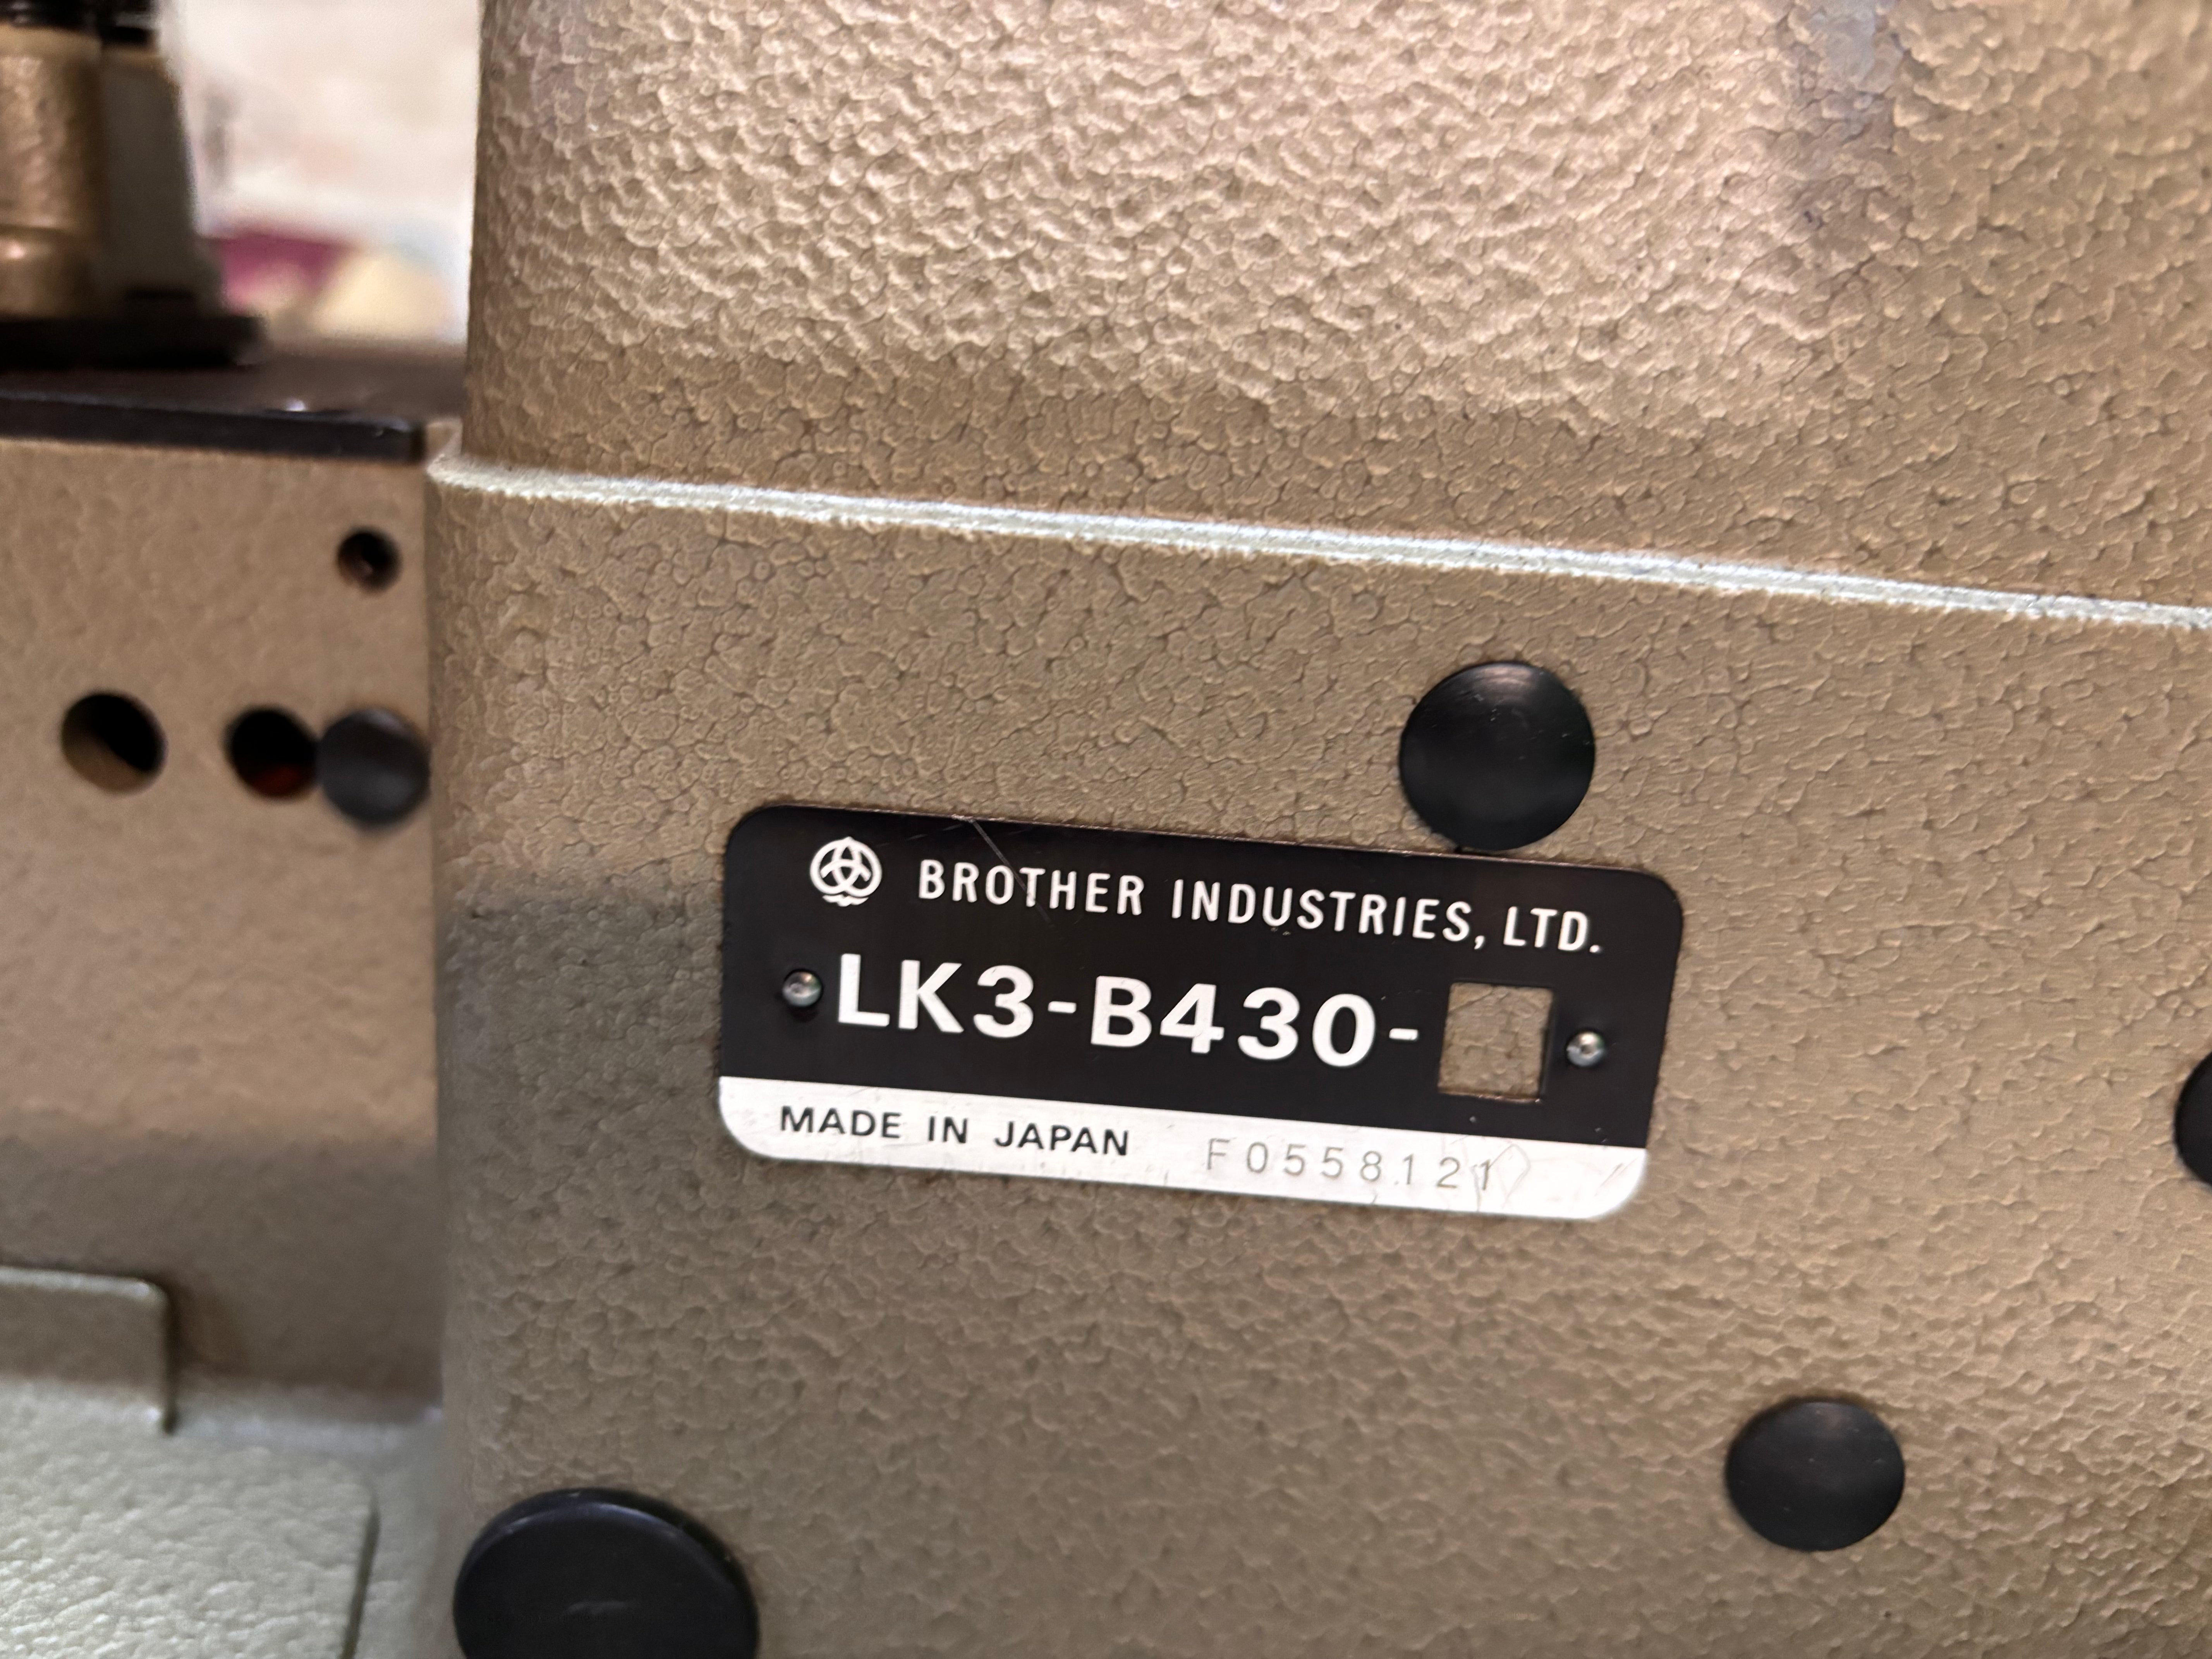 BROTHER INDUSTRIES, LTD.
LK3-B430-
MADE IN JAPAN F0558121